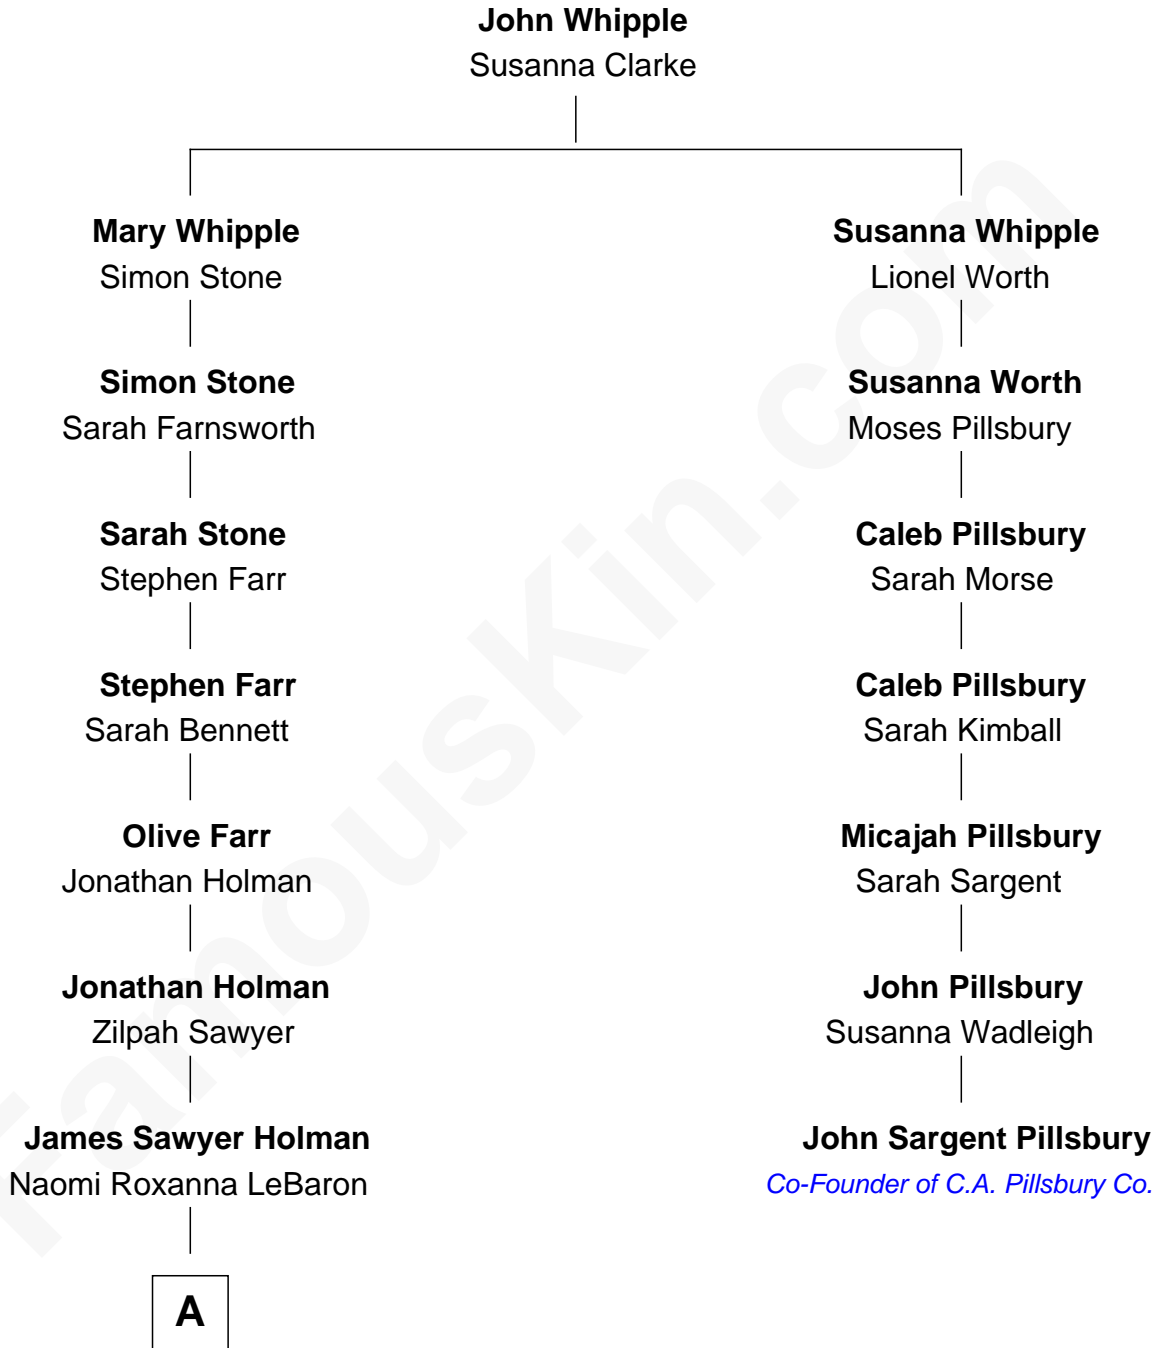 John Whipple
Susanna Clarke
Mary Whipple
Simon Stone
Susanna Whipple
Lionel Worth
Simon Stone
Sarah Farnsworth
Susanna Worth
Moses Pillsbury
Sarah Stone
Stephen Farr
Caleb Pillsbury
Sarah Morse
Stephen Farr
Sarah Bennett
Caleb Pillsbury
Sarah Kimball
Olive Farr
Jonathan Holman
Micajah Pillsbury
Sarah Sargent
Jonathan Holman
Zilpah Sawyer
John Pillsbury
Susanna Wadleigh
James Sawyer Holman
Naomi Roxanna LeBaron
John Sargent Pillsbury
Co-Founder of C.A. Pillsbury Co.
A
FamousKin.com